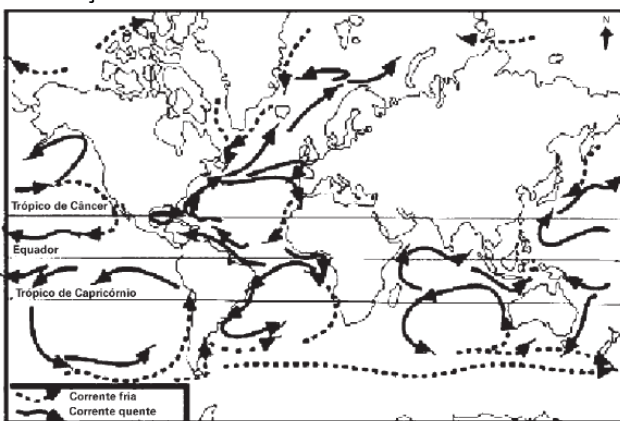 N
Trópico de Câncer
Equador
Trópico de Capricórnio
Corrente fria
Corrente quente